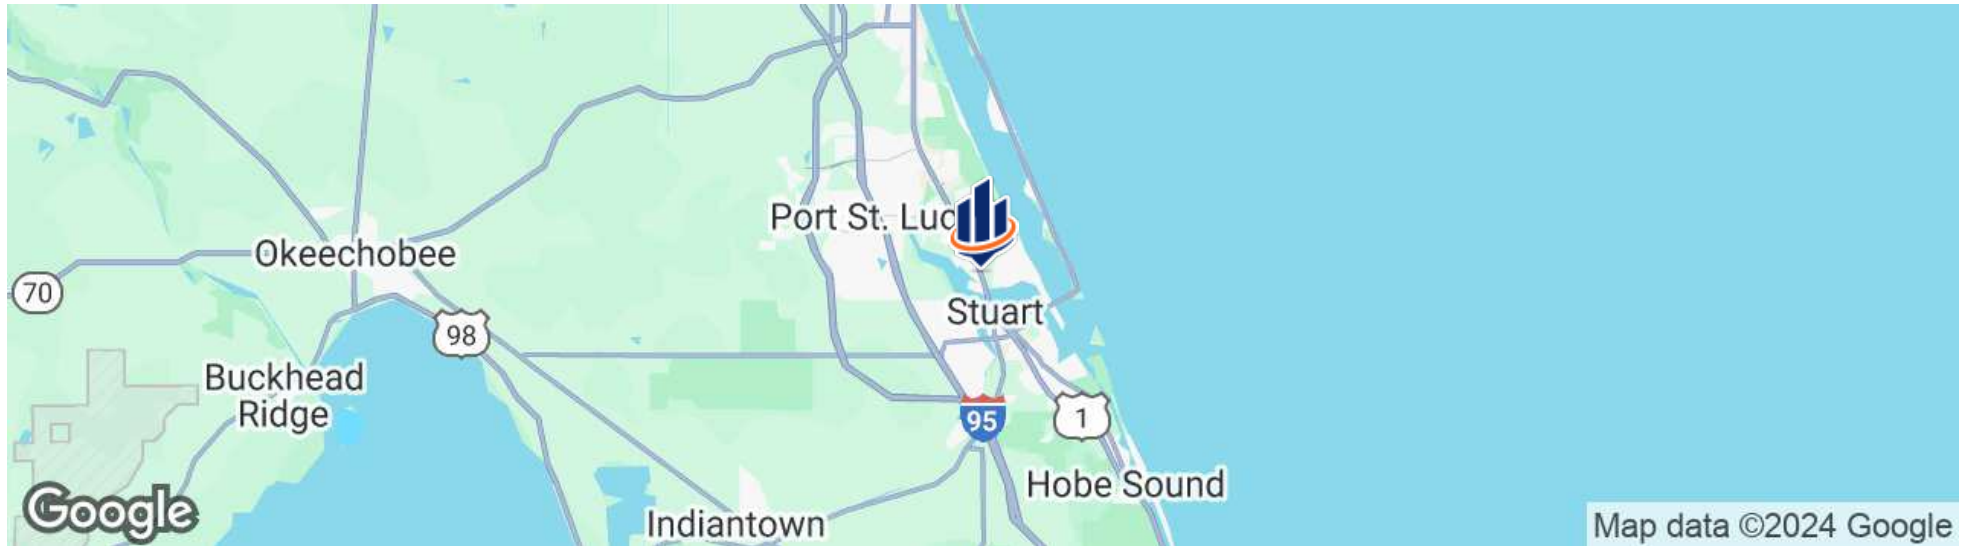 Port St. Luc
Okeechobee
70
Stuart
98
Buckhead
Ridge
95
1
Hobe Sound
Google
Indiantown
Map data ©2024 Google